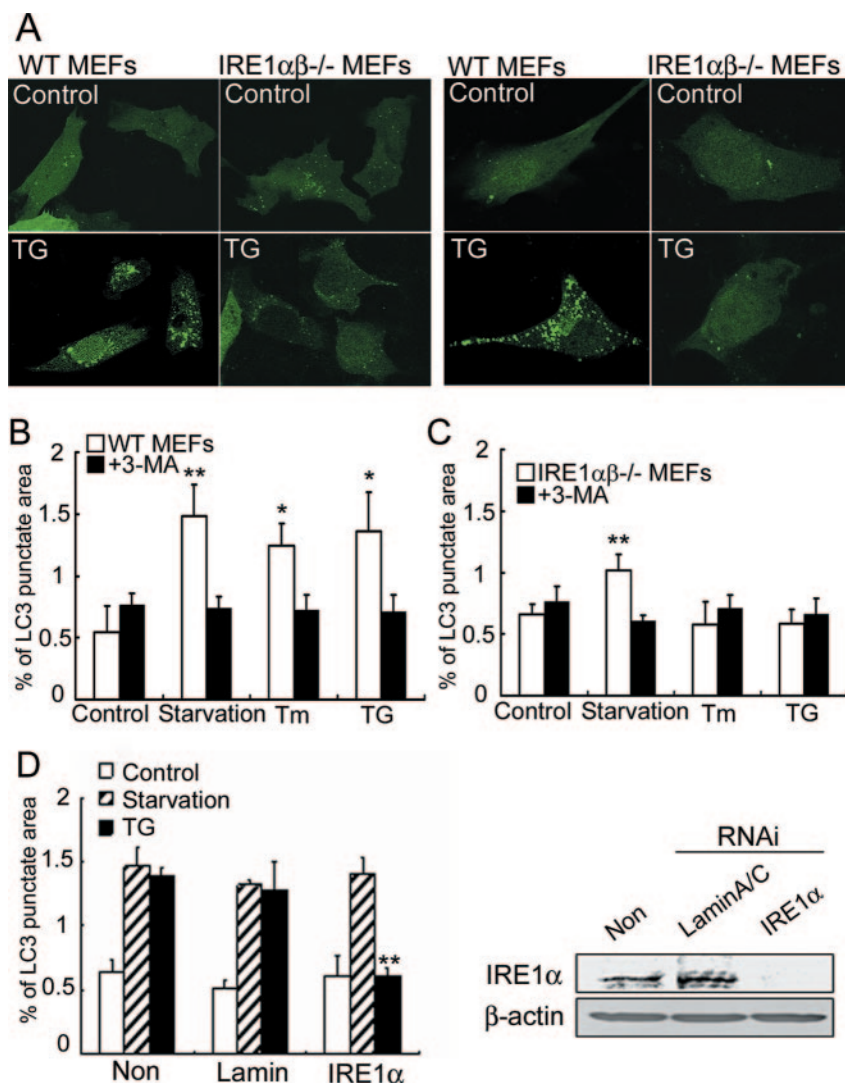 A
WT MEFs IRE1αβ-/- MEFs WT MEFs IRE1αβ-/- MEFs
Control Control Control Control
TG TG TG TG
B
2
1.5
1
0.5
0
% of LC3 punctate area
WT MEFs
+3-MA
** * *
Control Starvation Tm TG
C
2
1.5
1
0.5
0
% of LC3 punctate area
IRE1αβ-/- MEFs
+3-MA
**
Control Starvation Tm TG
D
2
1.5
1
0.5
0
% of LC3 punctate area
Control
Starvation
TG
**
Non Lamin IRE1α
RNAi
Non LaminA/C IRE1α
IRE1α
β-actin